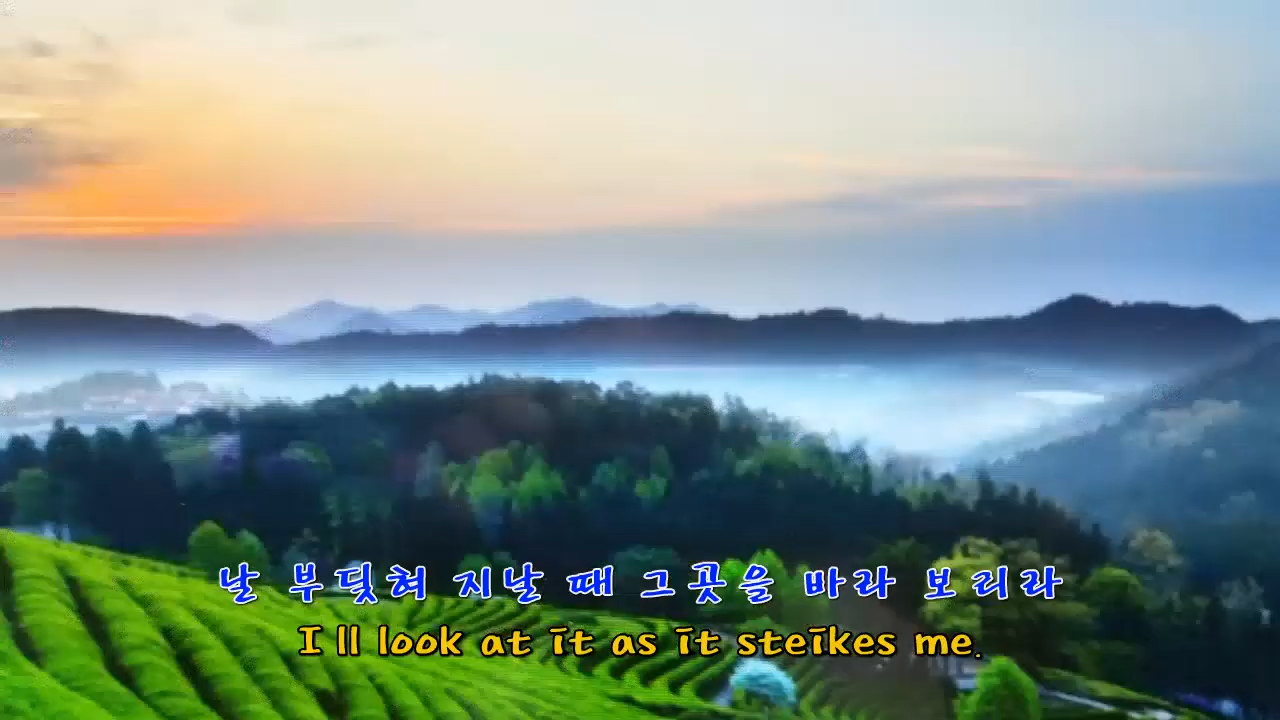 날 부딪혀 지날 때 그곳을 바라 보리라
I ll look at it as it steikes me.